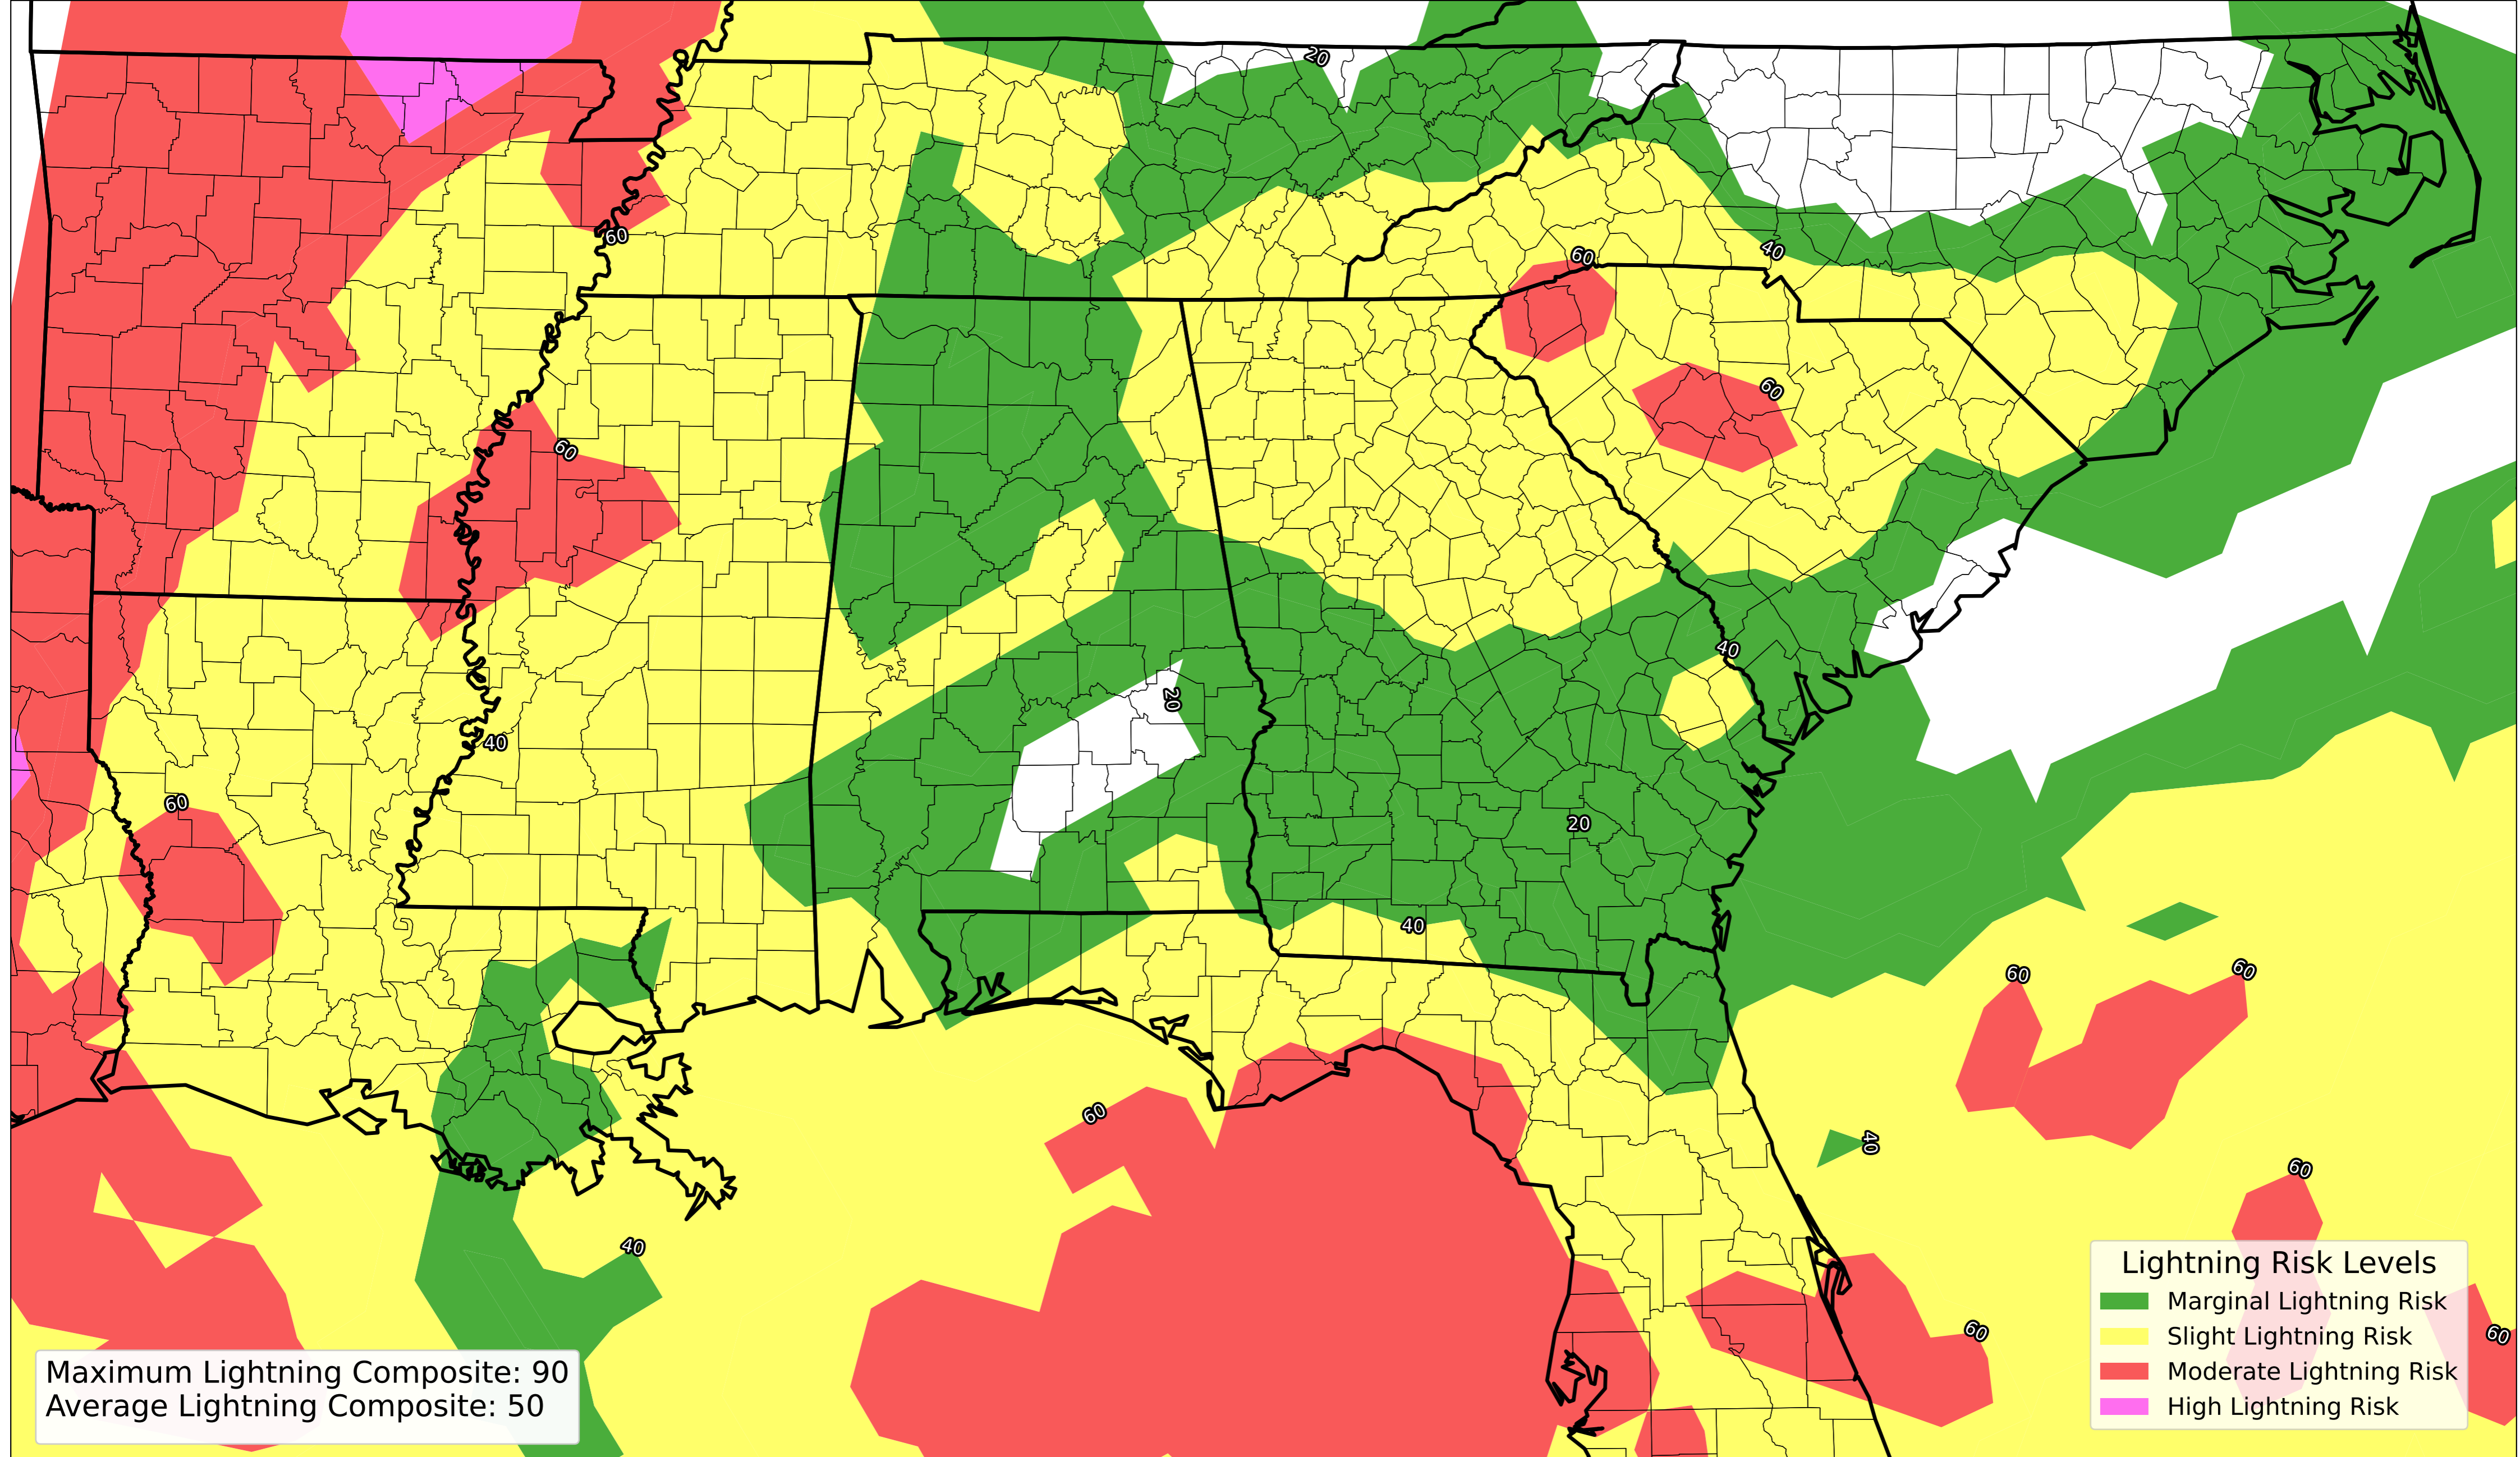 20
60
40
60
60
60
40
20
40
60
20
40
60
60
60
40
60
40
60
60
Lightning Risk Levels
Marginal Lightning Risk
Slight Lightning Risk
Moderate Lightning Risk
High Lightning Risk
Maximum Lightning Composite: 90
Average Lightning Composite: 50